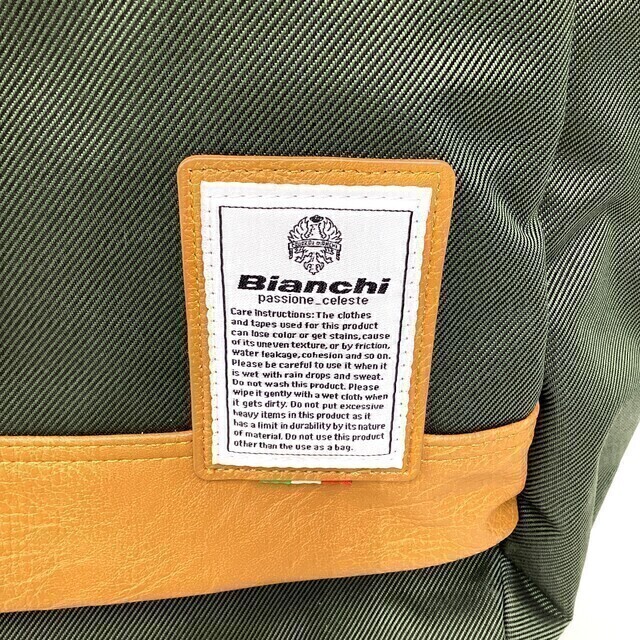 Bianchi
passione_celeste
Care Instructions: The clothes
and tapes used for this product
can lose color or get stains, cause
of its uneven texture, or by friction,
water leakage, cohesion and so on.
Please be careful to use it when it
is wet with rain drops and sweat.
Do not wash this product. Please
wipe it gently with a wet cloth when
it gets dirty. Do not put excessive
heavy items in this product as it
has a limit in durability by its nature
of material. Do not use this product
other than the use as a bag.